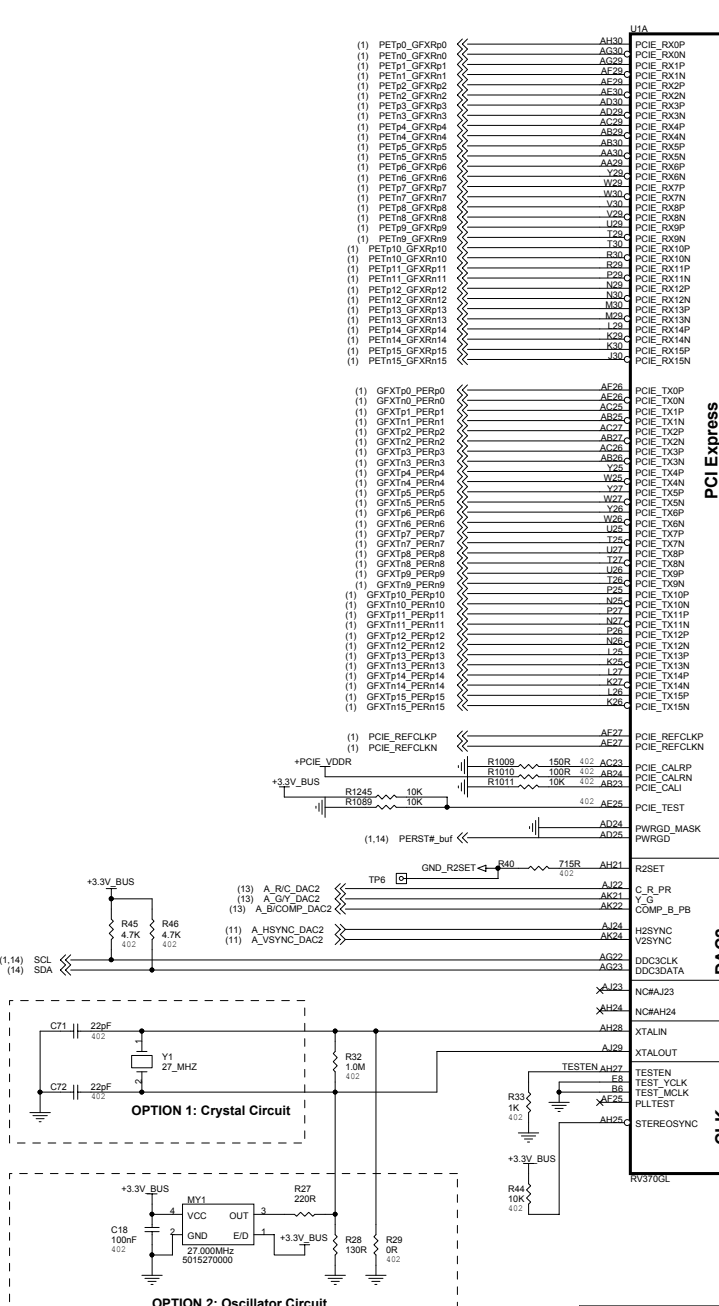 U1A
(1) PETp0_GFXRp0 AH30 PCIE_RX0P
(1) PETn0_GFXRn0 AG30 PCIE_RX0N
(1) PETp1_GFXRp1 AG29 PCIE_RX1P
(1) PETn1_GFXRn1 AF29 PCIE_RX1N
(1) PETp2_GFXRp2 AE29 PCIE_RX2P
(1) PETn2_GFXRn2 AE30 PCIE_RX2N
(1) PETp3_GFXRp3 AD30 PCIE_RX3P
(1) PETn3_GFXRn3 AD29 PCIE_RX3N
(1) PETp4_GFXRp4 AC29 PCIE_RX4P
(1) PETn4_GFXRn4 AB29 PCIE_RX4N
(1) PETp5_GFXRp5 AB30 PCIE_RX5P
(1) PETn5_GFXRn5 AA30 PCIE_RX5N
(1) PETp6_GFXRp6 AA29 PCIE_RX6P
(1) PETn6_GFXRn6 Y29 PCIE_RX6N
(1) PETp7_GFXRp7 W29 PCIE_RX7P
(1) PETn7_GFXRn7 W30 PCIE_RX7N
(1) PETp8_GFXRp8 V30 PCIE_RX8P
(1) PETn8_GFXRn8 V29 PCIE_RX8N
(1) PETp9_GFXRp9 U29 PCIE_RX9P
(1) PETn9_GFXRn9 T29 PCIE_RX9N
(1) PETp10_GFXRp10 T30 PCIE_RX10P
(1) PETn10_GFXRn10 R30 PCIE_RX10N
(1) PETp11_GFXRp11 R29 PCIE_RX11P
(1) PETn11_GFXRn11 P29 PCIE_RX11N
(1) PETp12_GFXRp12 N29 PCIE_RX12P
(1) PETn12_GFXRn12 N30 PCIE_RX12N
(1) PETp13_GFXRp13 M30 PCIE_RX13P
(1) PETn13_GFXRn13 M29 PCIE_RX13N
(1) PETp14_GFXRp14 L29 PCIE_RX14P
(1) PETn14_GFXRn14 K29 PCIE_RX14N
(1) PETp15_GFXRp15 K30 PCIE_RX15P
(1) PETn15_GFXRn15 J30 PCIE_RX15N
(1) GFXTp0_PERp0 AF26 PCIE_TX0P
(1) GFXTn0_PERn0 AE26 PCIE_TX0N
(1) GFXTp1_PERp1 AC25 PCIE_TX1P
(1) GFXTn1_PERn1 AB25 PCIE_TX1N
(1) GFXTp2_PERp2 AC27 PCIE_TX2P
(1) GFXTn2_PERn2 AB27 PCIE_TX2N
(1) GFXTp3_PERp3 AC26 PCIE_TX3P
(1) GFXTn3_PERn3 AB26 PCIE_TX3N
(1) GFXTp4_PERp4 Y25 PCIE_TX4P
(1) GFXTn4_PERn4 W25 PCIE_TX4N
(1) GFXTp5_PERp5 Y27 PCIE_TX5P
(1) GFXTn5_PERn5 W27 PCIE_TX5N
(1) GFXTp6_PERp6 Y26 PCIE_TX6P
(1) GFXTn6_PERn6 W26 PCIE_TX6N
(1) GFXTp7_PERp7 U25 PCIE_TX7P
(1) GFXTn7_PERn7 T25 PCIE_TX7N
(1) GFXTp8_PERp8 U27 PCIE_TX8P
(1) GFXTn8_PERn8 T27 PCIE_TX8N
(1) GFXTp9_PERp9 U26 PCIE_TX9P
(1) GFXTn9_PERn9 T26 PCIE_TX9N
(1) GFXTp10_PERp10 P25 PCIE_TX10P
(1) GFXTn10_PERn10 N25 PCIE_TX10N
(1) GFXTp11_PERp11 P27 PCIE_TX11P
(1) GFXTn11_PERn11 N27 PCIE_TX11N
(1) GFXTp12_PERp12 P26 PCIE_TX12P
(1) GFXTn12_PERn12 N26 PCIE_TX12N
(1) GFXTp13_PERp13 L25 PCIE_TX13P
(1) GFXTn13_PERn13 K25 PCIE_TX13N
(1) GFXTp14_PERp14 L27 PCIE_TX14P
(1) GFXTn14_PERn14 K27 PCIE_TX14N
(1) GFXTp15_PERp15 L26 PCIE_TX15P
(1) GFXTn15_PERn15 K26 PCIE_TX15N
PCI Express
(1) PCIE_REFCLKP AF27 PCIE_REFCLKP
(1) PCIE_REFCLKN AE27 PCIE_REFCLKN
+PCIE_VDDR
R1009 150R 402 AC23 PCIE_CALRP
R1010 100R 402 AB24 PCIE_CALRN
R1011 10K 402 AB23 PCIE_CALI
+3.3V_BUS
R1245 10K
R1089 10K 402 AE25 PCIE_TEST
AD24 PWRGD_MASK
(1,14) PERST#_buf AD25 PWRGD
GND_R2SET R40 715R AH21 R2SET
402
TP6
(13) A_R/C_DAC2 AJ22 C_R_PR
(13) A_G/Y_DAC2 AK21 Y_G
(13) A_B/COMP_DAC2 AK22 COMP_B_PB
(11) A_HSYNC_DAC2 AJ24 H2SYNC
(11) A_VSYNC_DAC2 AK24 V2SYNC
+3.3V_BUS
R45 R46
4.7K 4.7K
402 402
(1,14) SCL AG22 DDC3CLK
(14) SDA AG23 DDC3DATA
AJ23 NC#AJ23
AH24 NC#AH24
C71 22pF AH28 XTALIN
402
1
Y1
27_MHZ
2
R32
1.0M
402
AJ29 XTALOUT
C72 22pF
402
OPTION 1: Crystal Circuit
TESTEN AH27 TESTEN
E8 TEST_YCLK
B6 TEST_MCLK
AF25 PLLTEST
R33
1K
402
AH25 STEREOSYNC
CLK
+3.3V_BUS
R44
10K
402
RV370GL
+3.3V_BUS
MY1
R27
220R
4 VCC OUT 3
2 GND E/D 1
C18
100nF
402
27.000MHz
5015270000
+3.3V_BUS
R28
130R
R29
0R
402
OPTION 2: Oscillator Circuit